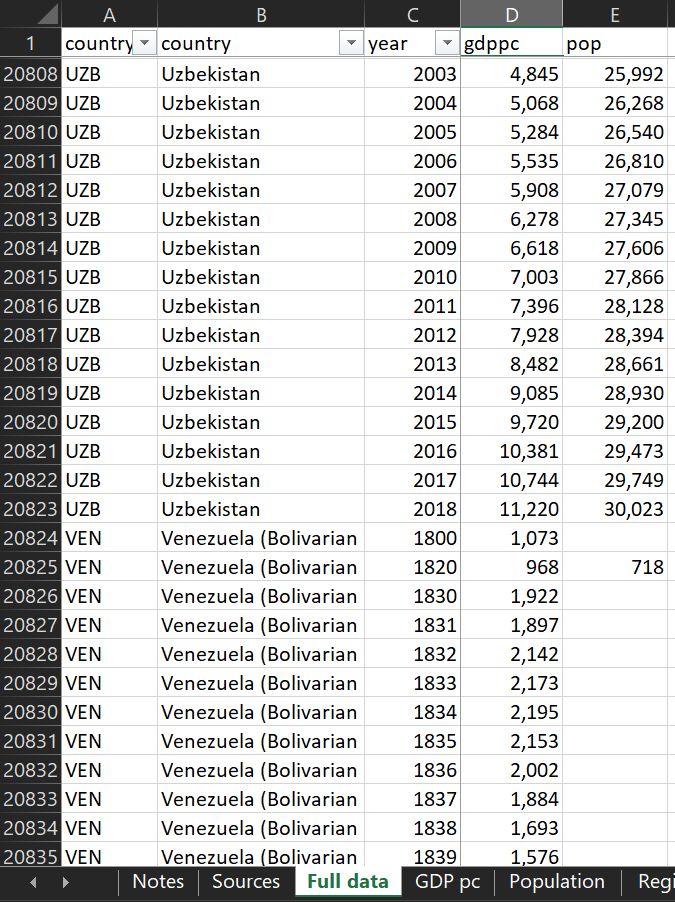 A B C D E
1 country country year gdppc pop
20808 UZB Uzbekistan 2003 4,845 25,992
20809 UZB Uzbekistan 2004 5,068 26,268
20810 UZB Uzbekistan 2005 5,284 26,540
20811 UZB Uzbekistan 2006 5,535 26,810
20812 UZB Uzbekistan 2007 5,908 27,079
20813 UZB Uzbekistan 2008 6,278 27,345
20814 UZB Uzbekistan 2009 6,618 27,606
20815 UZB Uzbekistan 2010 7,003 27,866
20816 UZB Uzbekistan 2011 7,396 28,128
20817 UZB Uzbekistan 2012 7,928 28,394
20818 UZB Uzbekistan 2013 8,482 28,661
20819 UZB Uzbekistan 2014 9,085 28,930
20820 UZB Uzbekistan 2015 9,720 29,200
20821 UZB Uzbekistan 2016 10,381 29,473
20822 UZB Uzbekistan 2017 10,744 29,749
20823 UZB Uzbekistan 2018 11,220 30,023
20824 VEN Venezuela (Bolivarian 1800 1,073
20825 VEN Venezuela (Bolivarian 1820 968 718
20826 VEN Venezuela (Bolivarian 1830 1,922
20827 VEN Venezuela (Bolivarian 1831 1,897
20828 VEN Venezuela (Bolivarian 1832 2,142
20829 VEN Venezuela (Bolivarian 1833 2,173
20830 VEN Venezuela (Bolivarian 1834 2,195
20831 VEN Venezuela (Bolivarian 1835 2,153
20832 VEN Venezuela (Bolivarian 1836 2,002
20833 VEN Venezuela (Bolivarian 1837 1,884
20834 VEN Venezuela (Bolivarian 1838 1,693
20835 VEN Venezuela (Bolivarian 1839 1,576
Notes Sources Full data GDP pc Population Regi